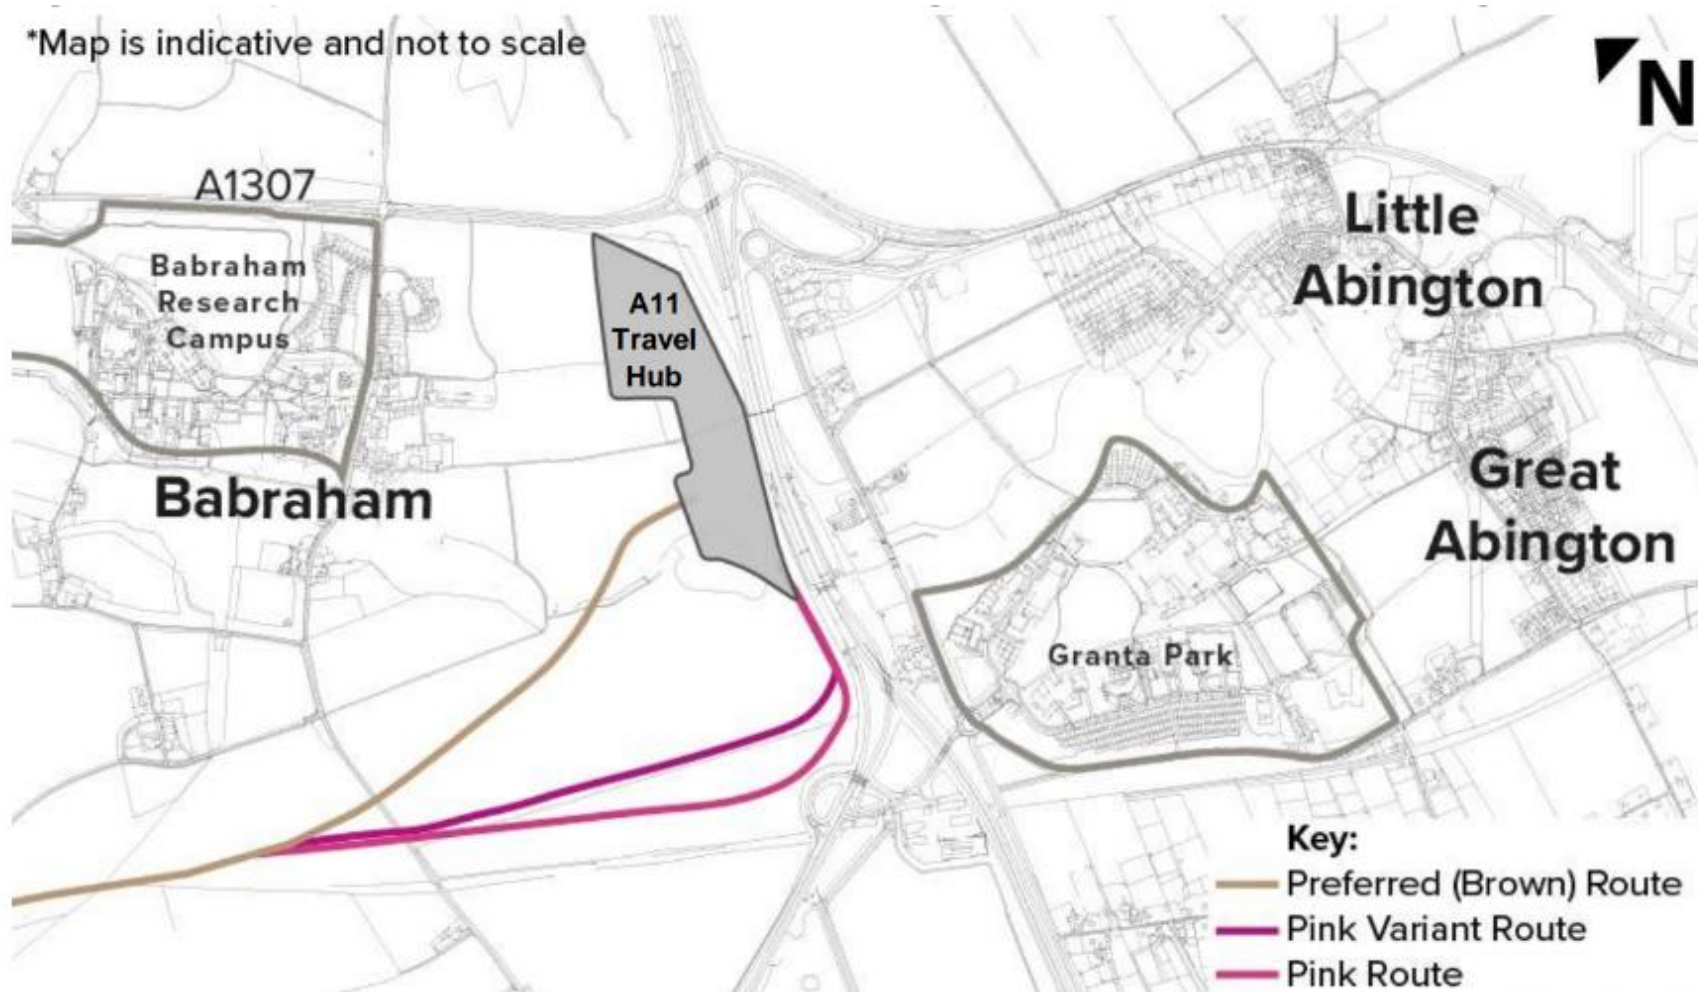 *Map is indicative and not to scale
N
A1307
Babraham
Research
Campus
A11
Travel
Hub
Little
Abington
Babraham
Great
Abington
Granta Park
Key:
Preferred (Brown) Route
Pink Variant Route
Pink Route